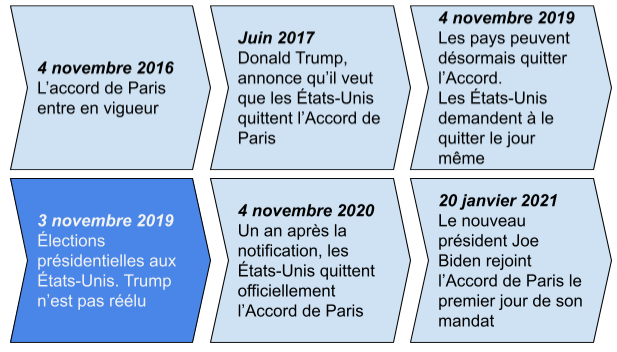 4 novembre 2016
L’accord de Paris
entre en vigueur
Juin 2017
Donald Trump,
annonce qu’il veut
que les États-Unis
quittent l’Accord de
Paris
4 novembre 2019
Les pays peuvent
désormais quitter
l’Accord.
Les États-Unis
demandent à le
quitter le jour
même
3 novembre 2019
Élections
présidentielles aux
États-Unis. Trump
n’est pas réélu
4 novembre 2020
Un an après la
notification, les
États-Unis quittent
officiellement
l’Accord de Paris
20 janvier 2021
Le nouveau
président Joe
Biden rejoint
l’Accord de Paris le
premier jour de son
mandat